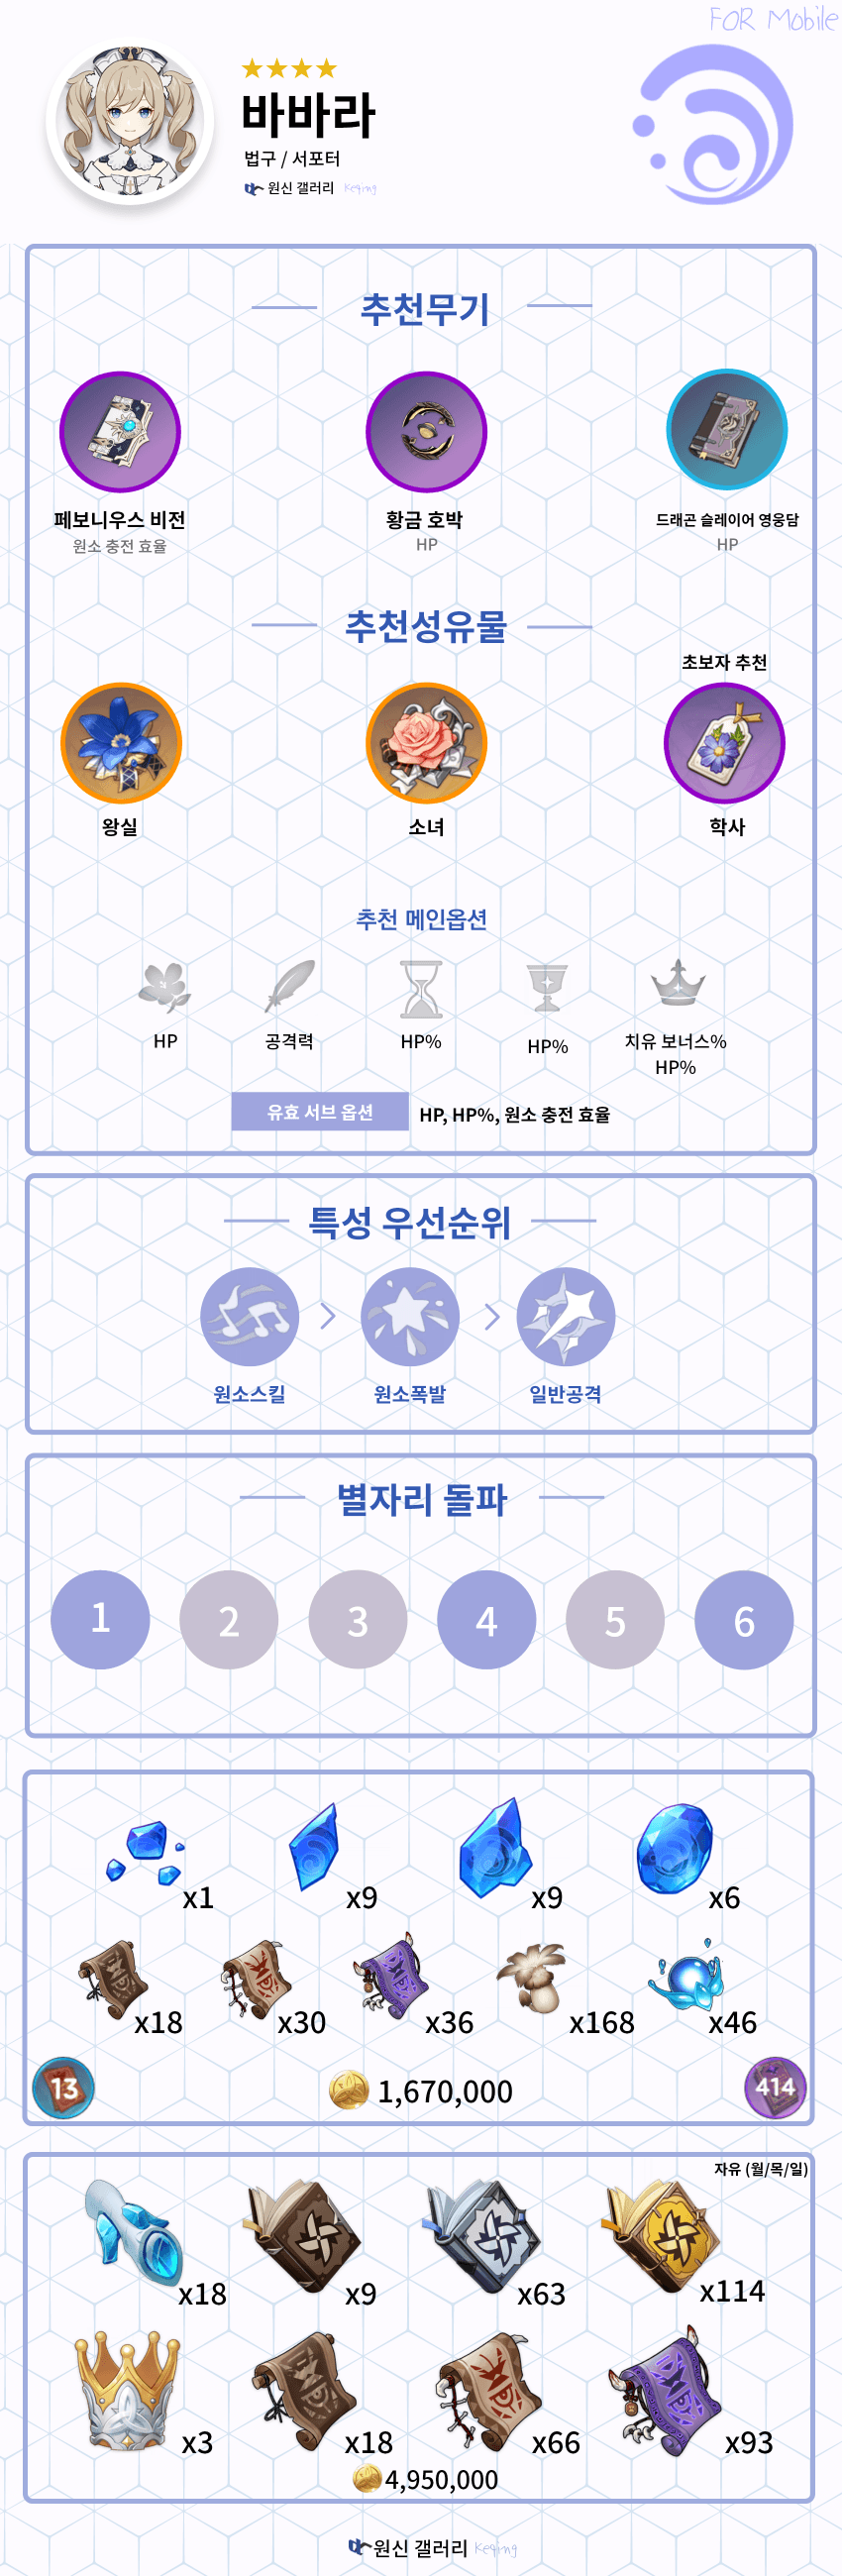 FOR Mobile
바바라
법구 / 서포터
원신 갤러리 Keqing
추천무기
페보니우스 비전
원소 충전 효율
황금 호박
HP
드래곤 슬레이어 영웅담
HP
추천성유물
초보자 추천
왕실
소녀
학사
추천 메인옵션
HP
공격력
HP%
HP%
치유 보너스%
HP%
유효 서브 옵션
HP, HP%, 원소 충전 효율
특성 우선순위
원소스킬
원소폭발
일반공격
별자리 돌파
1
2
3
4
5
6
x1
x9
x9
x6
x18
x30
x36
x168
x46
13
1,670,000
414
자유 (월/목/일)
x18
x9
x63
x114
x3
x18
x66
x93
4,950,000
원신 갤러리 Keqing